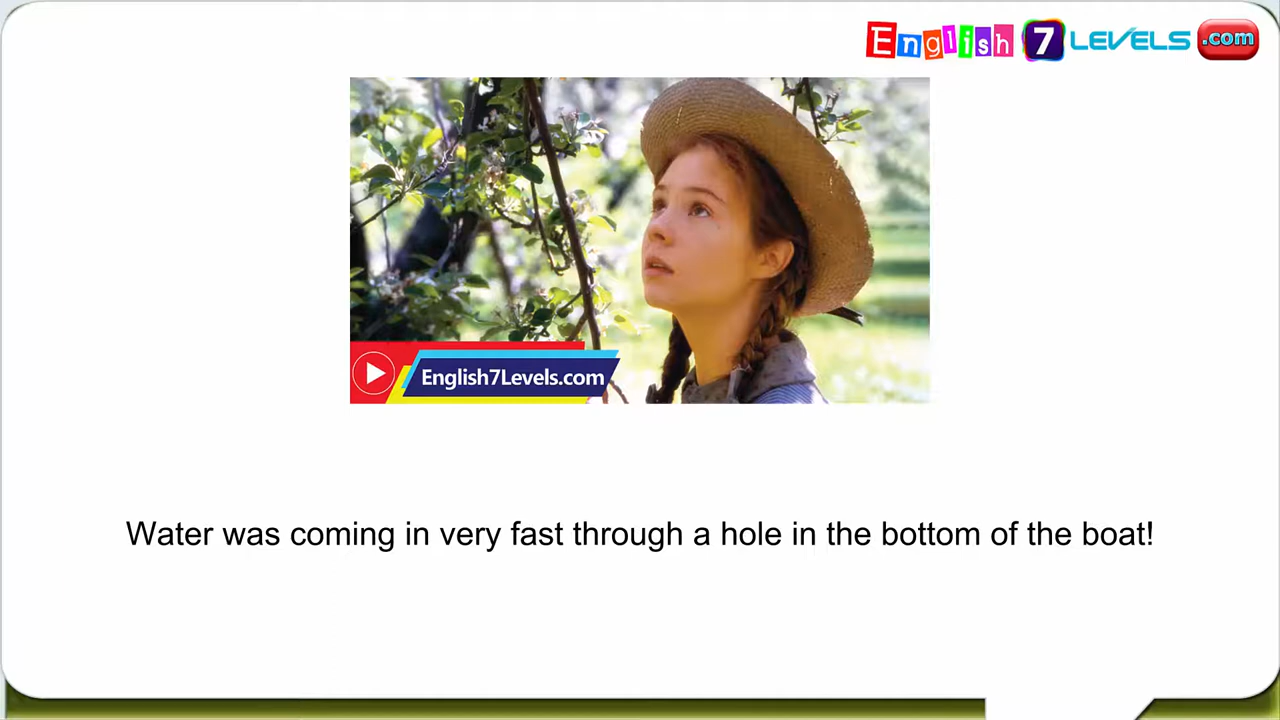 English 7 LEVELS .com
English7Levels.com
Water was coming in very fast through a hole in the bottom of the boat!